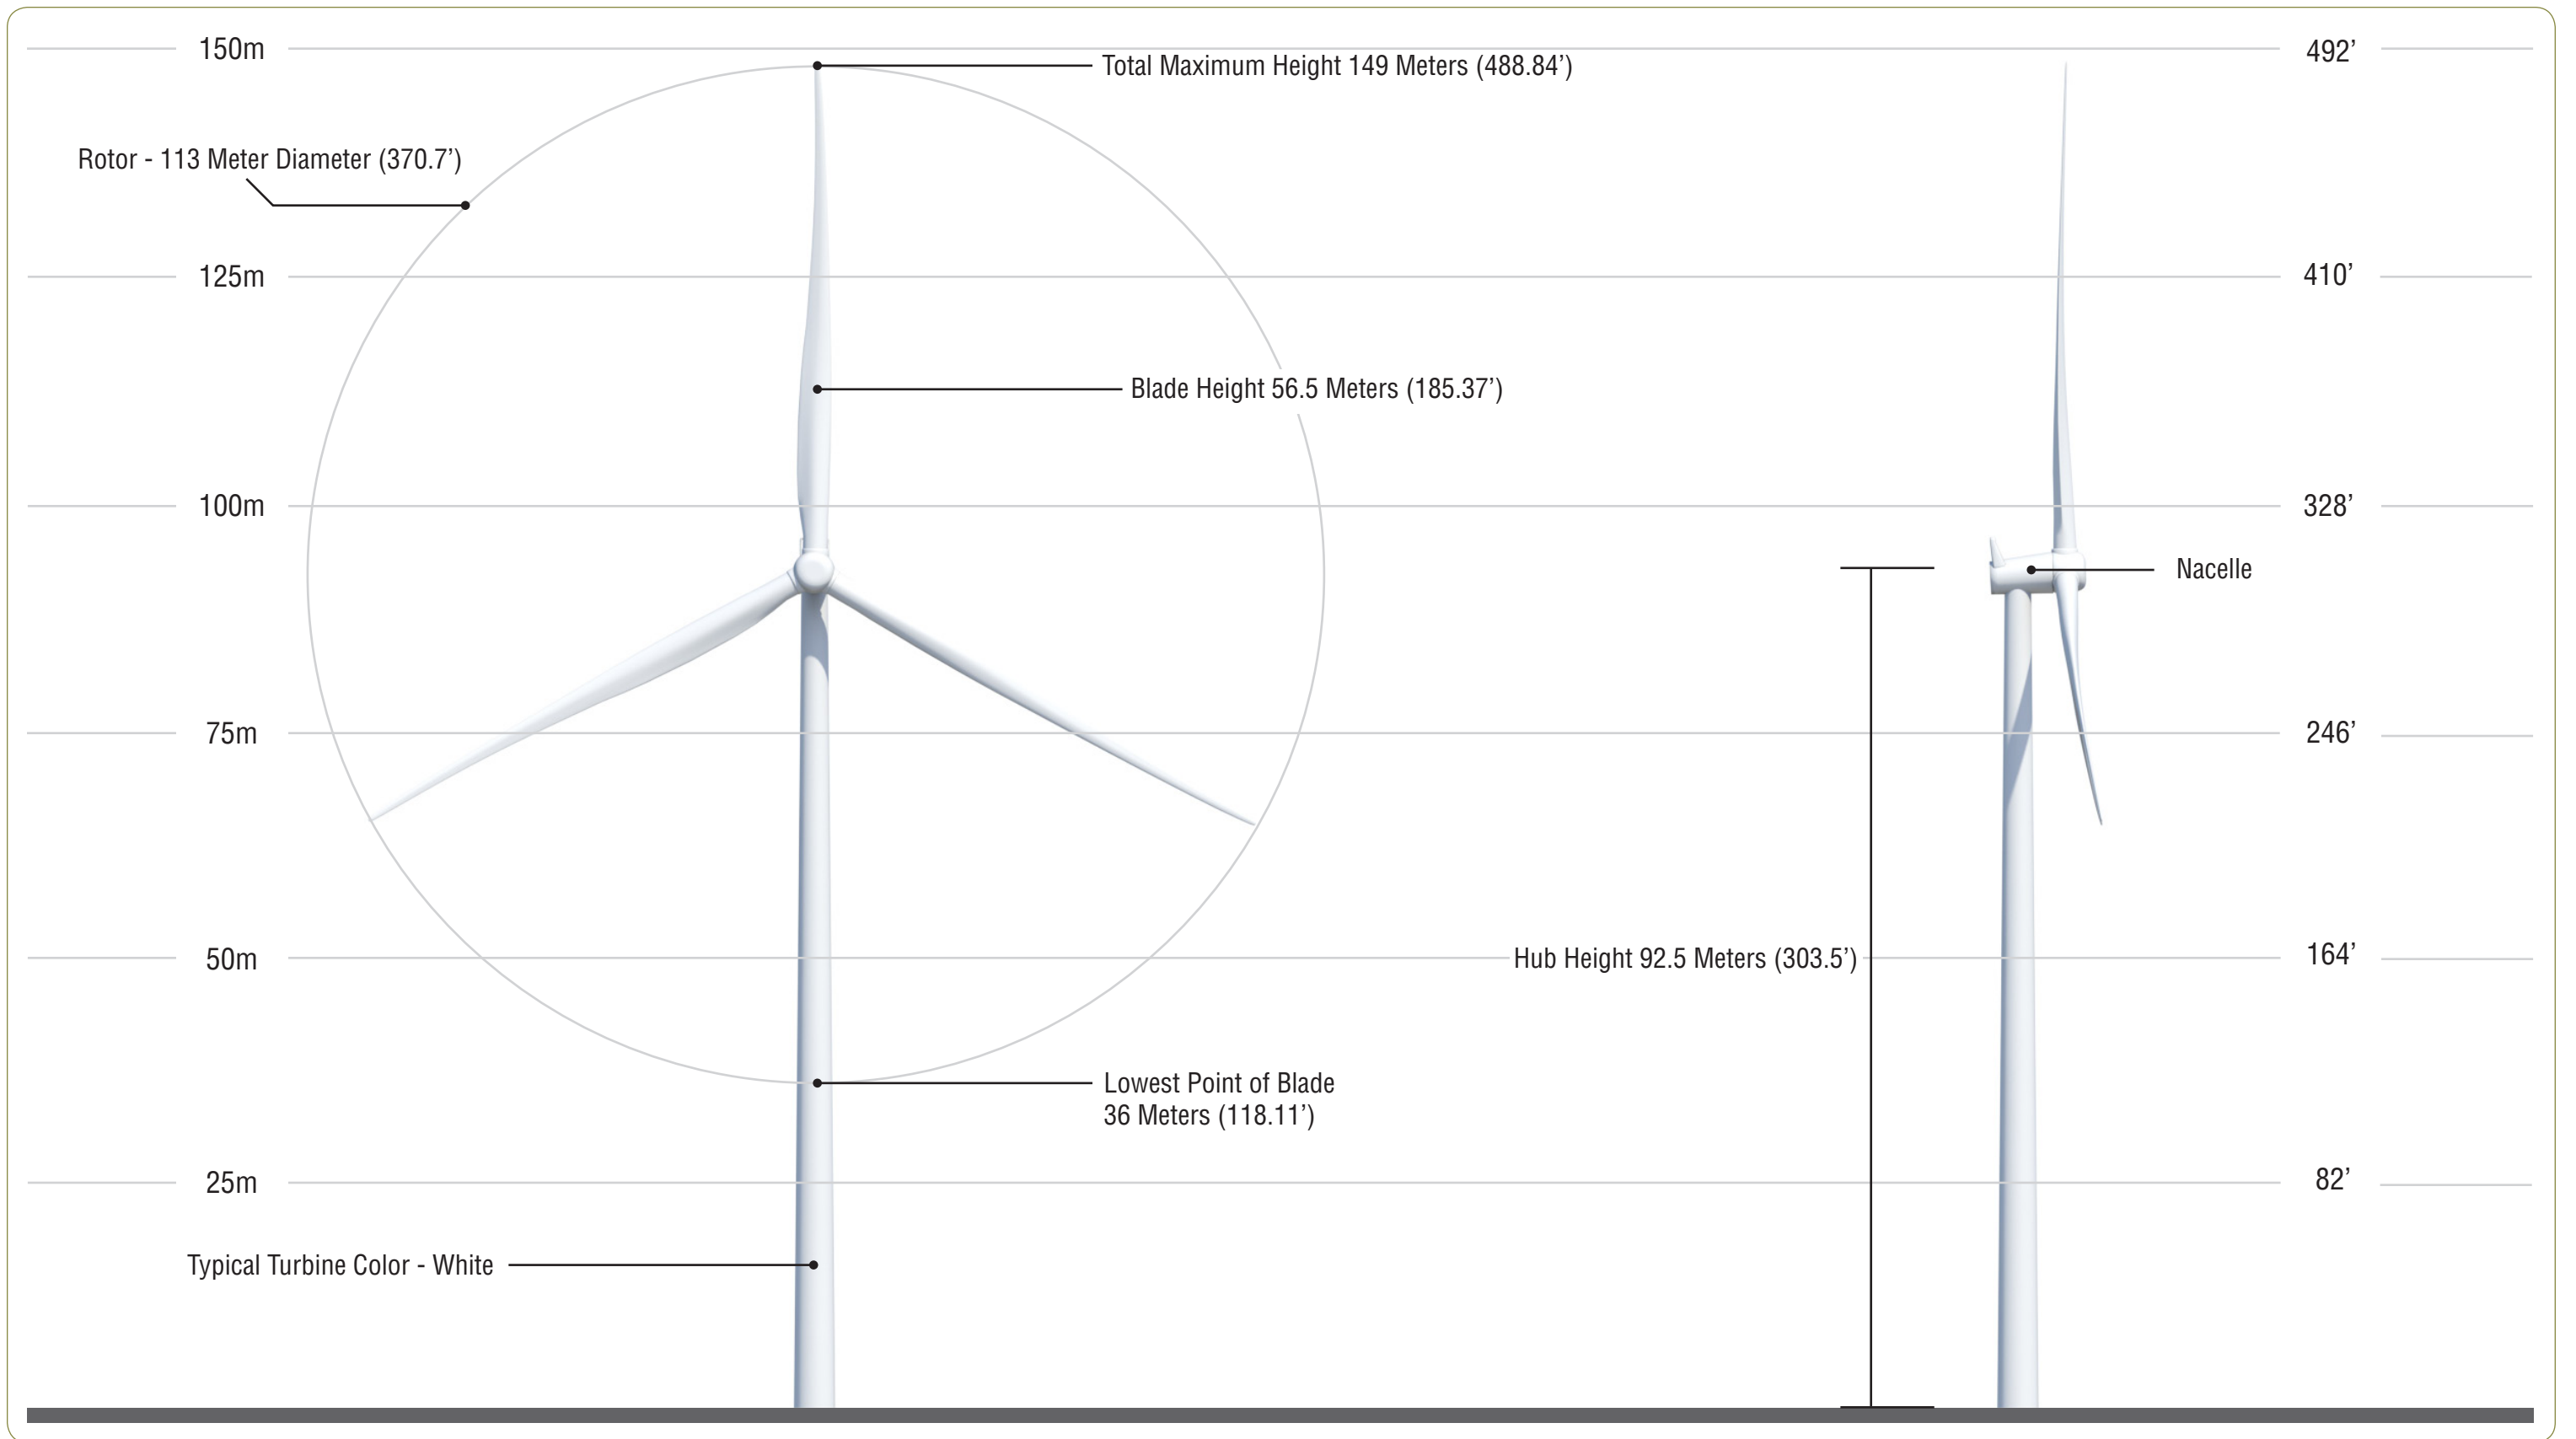 150m
492’
Total Maximum Height 149 Meters (488.84’)
Rotor - 113 Meter Diameter (370.7’)
125m
410’
Blade Height 56.5 Meters (185.37’)
100m
328’
Nacelle
75m
246’
50m
Hub Height 92.5 Meters (303.5’)
164’
Lowest Point of Blade
36 Meters (118.11’)
25m
82’
Typical Turbine Color - White